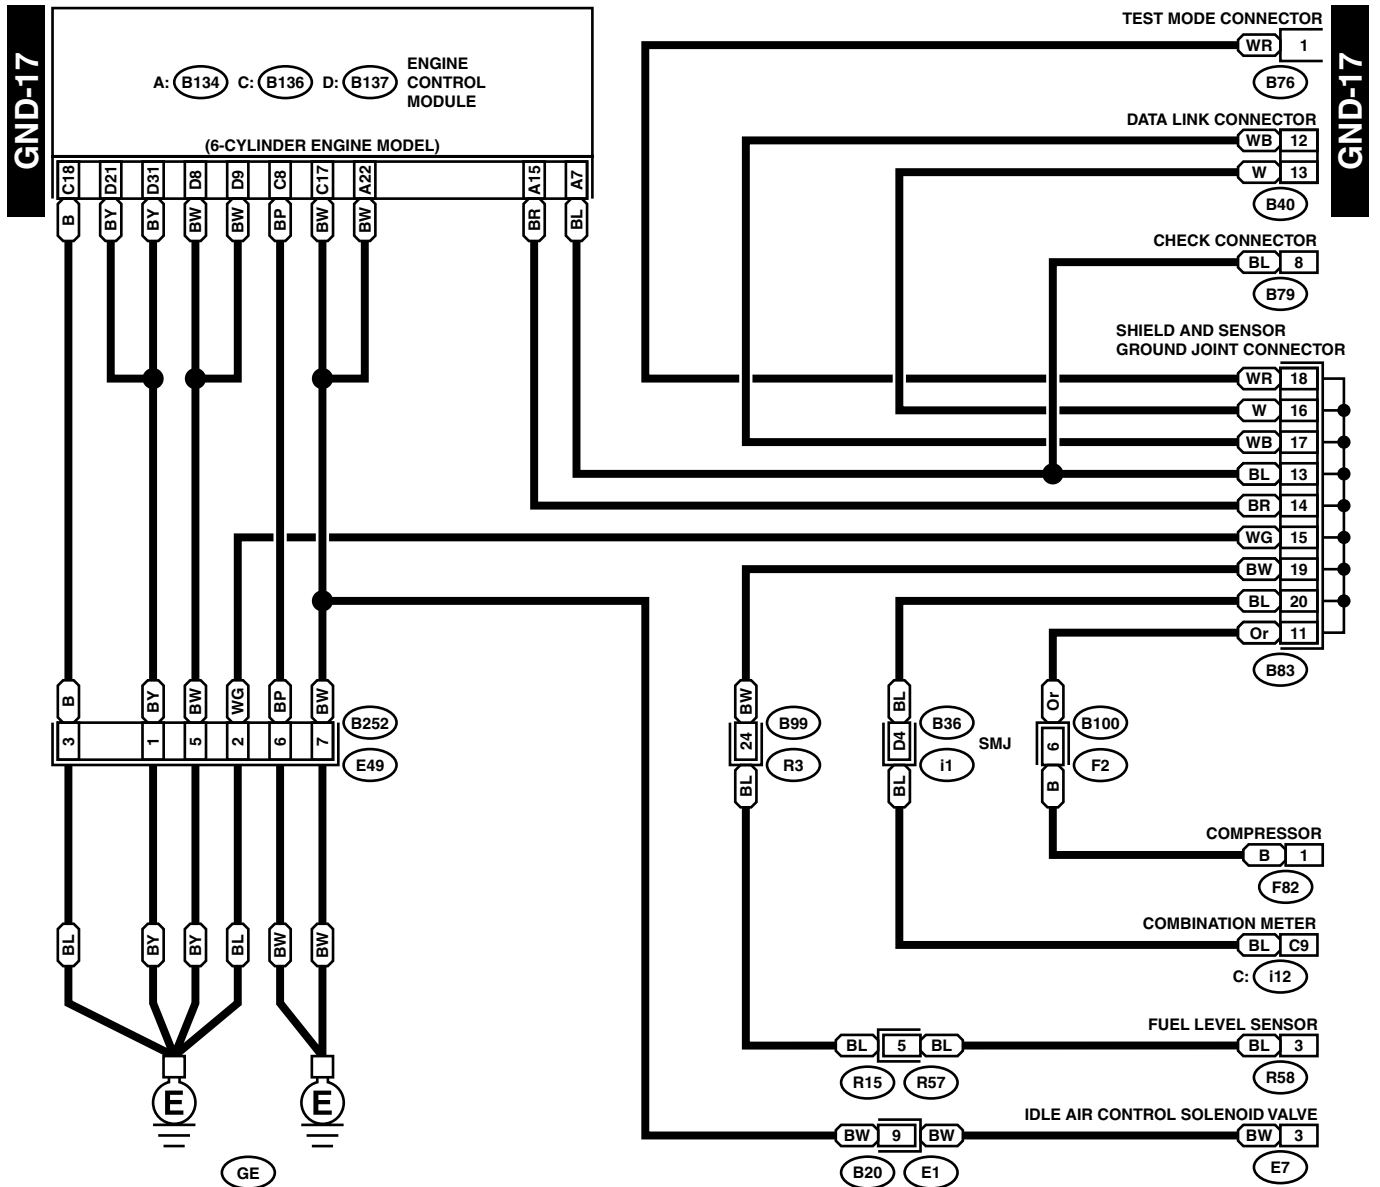 GND-17
GND-17
A: B134 C: B136 D: B137
ENGINE
CONTROL
MODULE
(6-CYLINDER ENGINE MODEL)
C18 D21 D31 D8 D9 C8 C17 A22 A15 A7
B BY BY BW BW BP BW BW BR BL
TEST MODE CONNECTOR
WR 1
B76
DATA LINK CONNECTOR
WB 12
W 13
B40
CHECK CONNECTOR
BL 8
B79
SHIELD AND SENSOR
GROUND JOINT CONNECTOR
WR 18
W 16
WB 17
BL 13
BR 14
WG 15
BW 19
BL 20
Or 11
B83
B BY BW WG BP BW
3 1 5 2 6 7
B252
E49
BW
24
BL
B99
R3
BL
D4
BL
B36
i1
SMJ
Or
6
B
B100
F2
COMPRESSOR
B 1
F82
BL BY BY BL BW BW
COMBINATION METER
BL C9
C: i12
FUEL LEVEL SENSOR
BL 5 BL
BL 3
R15 R57
R58
E E
IDLE AIR CONTROL SOLENOID VALVE
BW 9 BW
BW 3
B20 E1
E7
GE